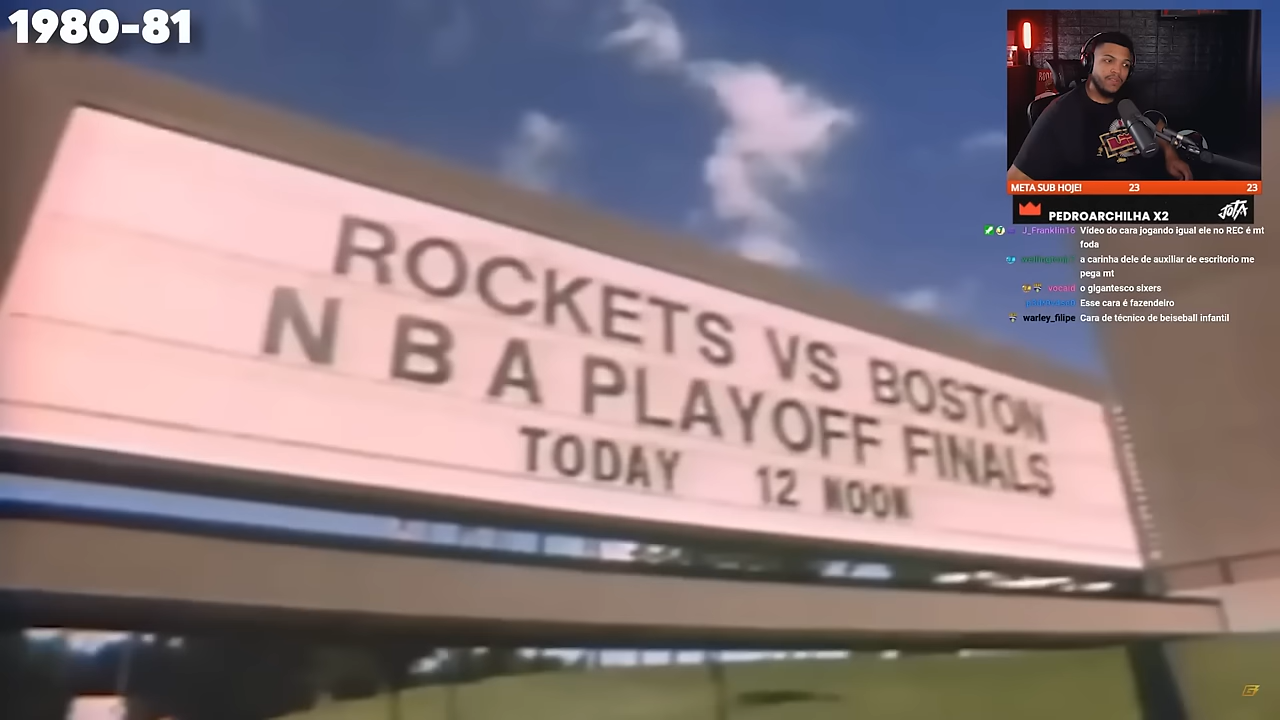 1980-81
ROCKETS VS BOSTON
N B A PLAYOFF FINALS
TODAY 12 NOON
META SUB HOJE! 23 23
PEDROARCHILHA X2
JOTA
J_Franklin16 Vídeo do cara jogando igual ele no REC é mt
foda
a carinha dele de auxiliar de escritorio me
pega mt
vocald o gigantesco sixers
Esse cara é fazendeiro
warley_filipe Cara de técnico de beiseball infantil